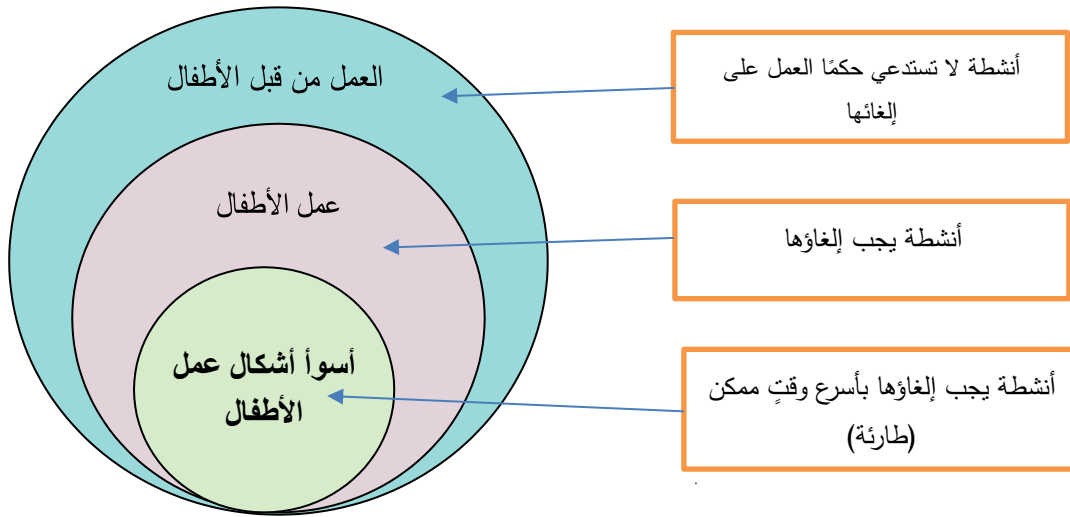 العمل من قبل الأطفال
أنشطة لا تستدعي حكمًا العمل على
إلغائها
عمل الأطفال
أنشطة يجب إلغاؤها
أسوأ أشكال عمل
الأطفال
أنشطة يجب إلغاؤها بأسرع وقتٍ ممكن
(طارئة)